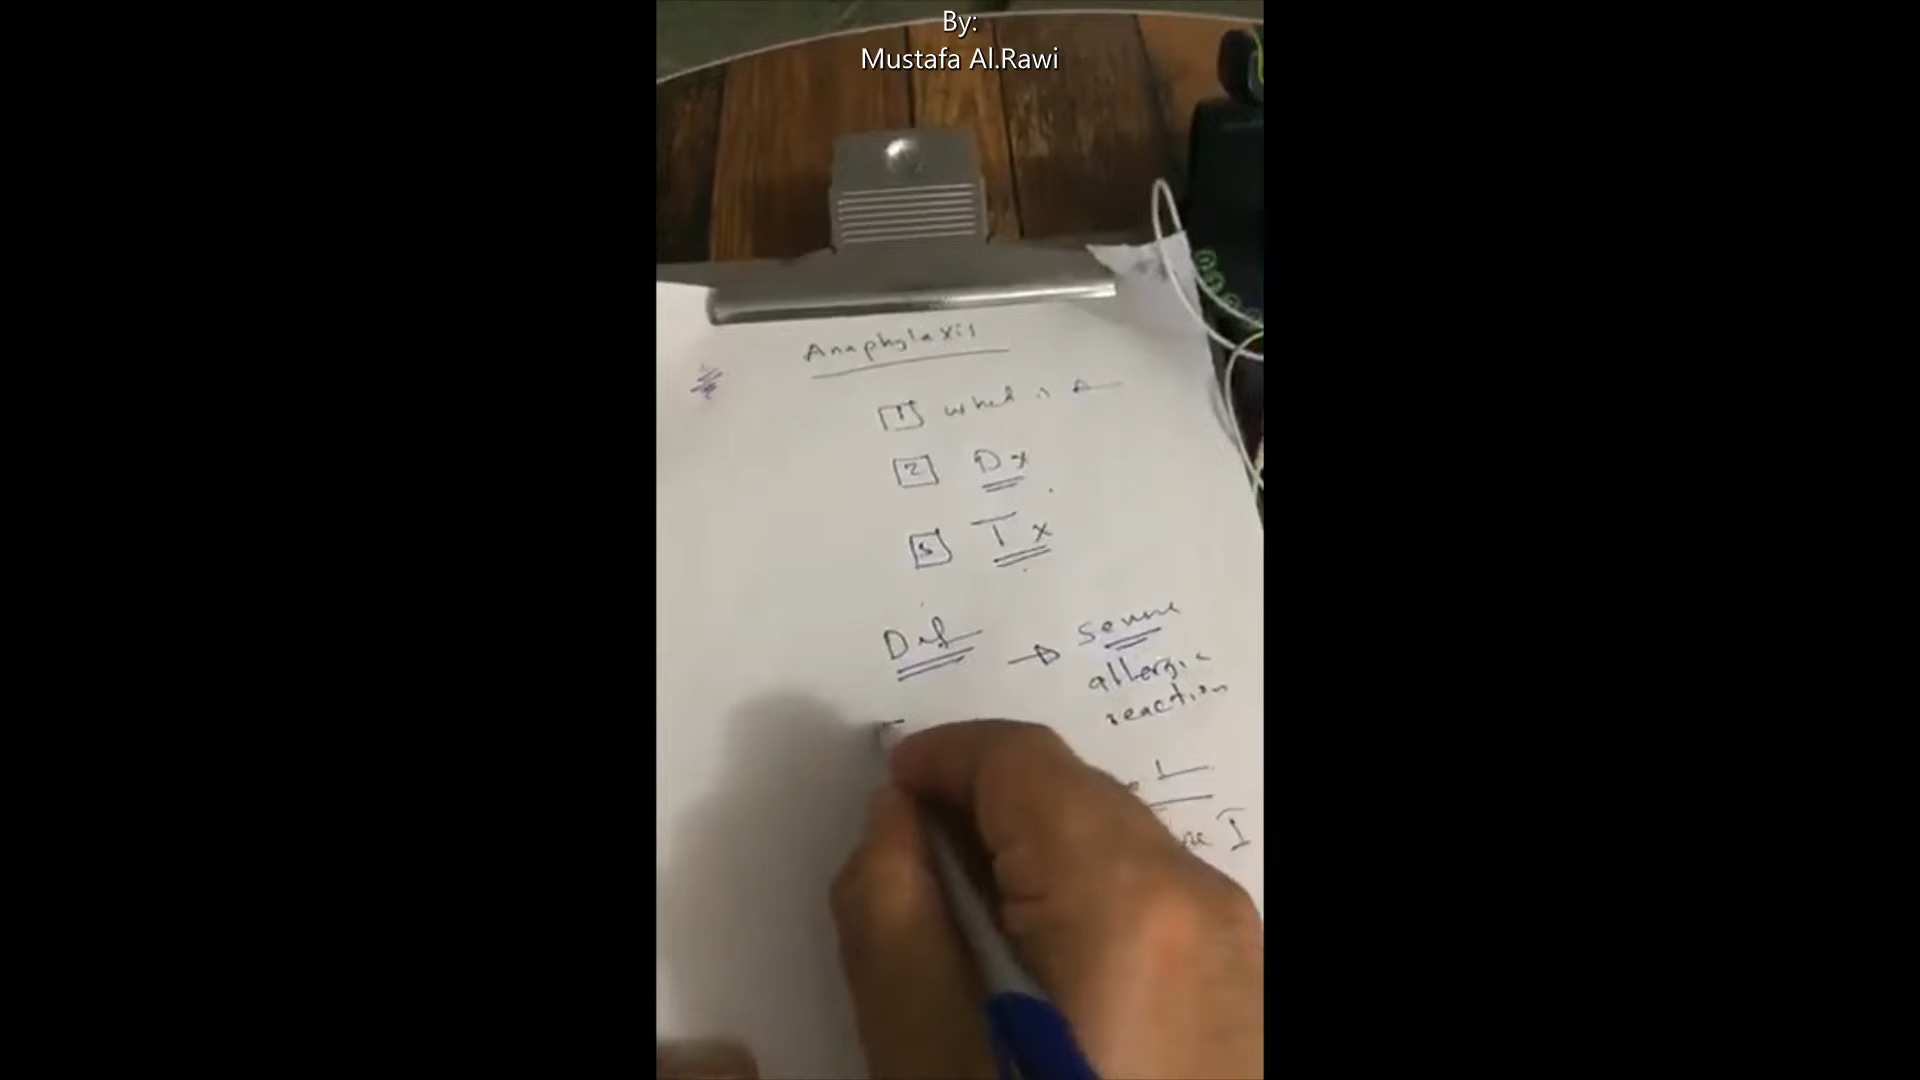 By:
Mustafa Al.Rawi
Anaphylaxis
1 what is A
2 Dx
3 Tx
Def → severe
allergic
reaction
I